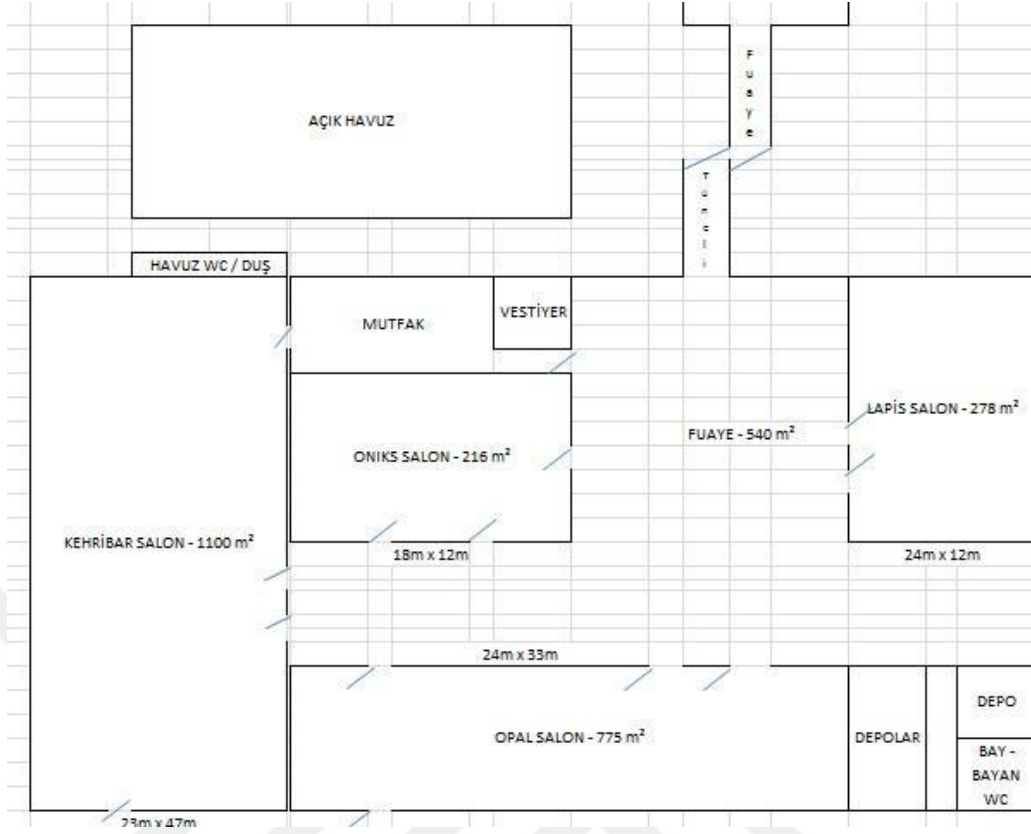 AÇIK HAVUZ
Fuaye
Tüneli
HAVUZ WC / DUŞ
MUTFAK
VESTİYER
LAPİS SALON - 278 m²
FUAYE - 540 m²
ONIKS SALON - 216 m²
KEHRİBAR SALON - 1100 m²
18m x 12m
24m x 12m
24m x 33m
OPAL SALON - 775 m²
DEPOLAR
DEPO
BAY -
BAYAN
WC
23m x 47m